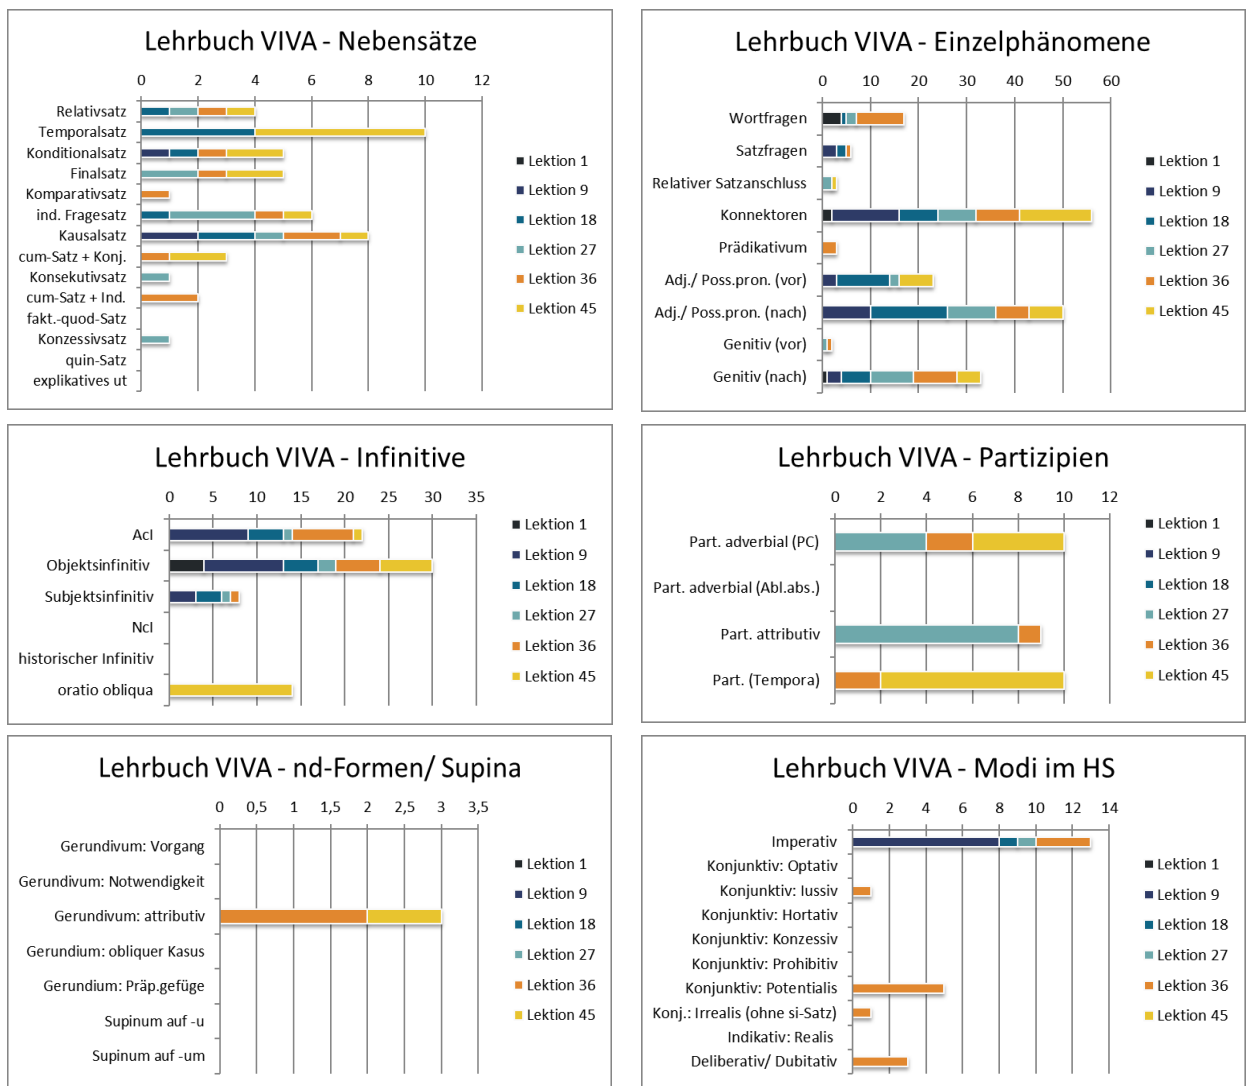 Lehrbuch VIVA - Nebensätze
0 2 4 6 8 10 12
Relativsatz
Temporalsatz
Konditionalsatz
Finalsatz
Komparativsatz
ind. Fragesatz
Kausalsatz
cum-Satz + Konj.
Konsekutivsatz
cum-Satz + Ind.
fakt.-quod-Satz
Konzessivsatz
quin-Satz
explikatives ut
Lektion 1
Lektion 9
Lektion 18
Lektion 27
Lektion 36
Lektion 45
Lehrbuch VIVA - Einzelphänomene
0 10 20 30 40 50 60
Wortfragen
Satzfragen
Relativer Satzanschluss
Konnektoren
Prädikativum
Adj./ Poss.pron. (vor)
Adj./ Poss.pron. (nach)
Genitiv (vor)
Genitiv (nach)
Lektion 1
Lektion 9
Lektion 18
Lektion 27
Lektion 36
Lektion 45
Lehrbuch VIVA - Infinitive
0 5 10 15 20 25 30 35
AcI
Objektsinfinitiv
Subjektsinfinitiv
NcI
historischer Infinitiv
oratio obliqua
Lektion 1
Lektion 9
Lektion 18
Lektion 27
Lektion 36
Lektion 45
Lehrbuch VIVA - Partizipien
0 2 4 6 8 10 12
Part. adverbial (PC)
Part. adverbial (Abl.abs.)
Part. attributiv
Part. (Tempora)
Lektion 1
Lektion 9
Lektion 18
Lektion 27
Lektion 36
Lektion 45
Lehrbuch VIVA - nd-Formen/ Supina
0 0,5 1 1,5 2 2,5 3 3,5
Gerundivum: Vorgang
Gerundivum: Notwendigkeit
Gerundivum: attributiv
Gerundium: obliquer Kasus
Gerundium: Präp.gefüge
Supinum auf -u
Supinum auf -um
Lektion 1
Lektion 9
Lektion 18
Lektion 27
Lektion 36
Lektion 45
Lehrbuch VIVA - Modi im HS
0 2 4 6 8 10 12 14
Imperativ
Konjunktiv: Optativ
Konjunktiv: Iussiv
Konjunktiv: Hortativ
Konjunktiv: Konzessiv
Konjunktiv: Prohibitiv
Konjunktiv: Potentialis
Konj.: Irrealis (ohne si-Satz)
Indikativ: Realis
Deliberativ/ Dubitativ
Lektion 1
Lektion 9
Lektion 18
Lektion 27
Lektion 36
Lektion 45